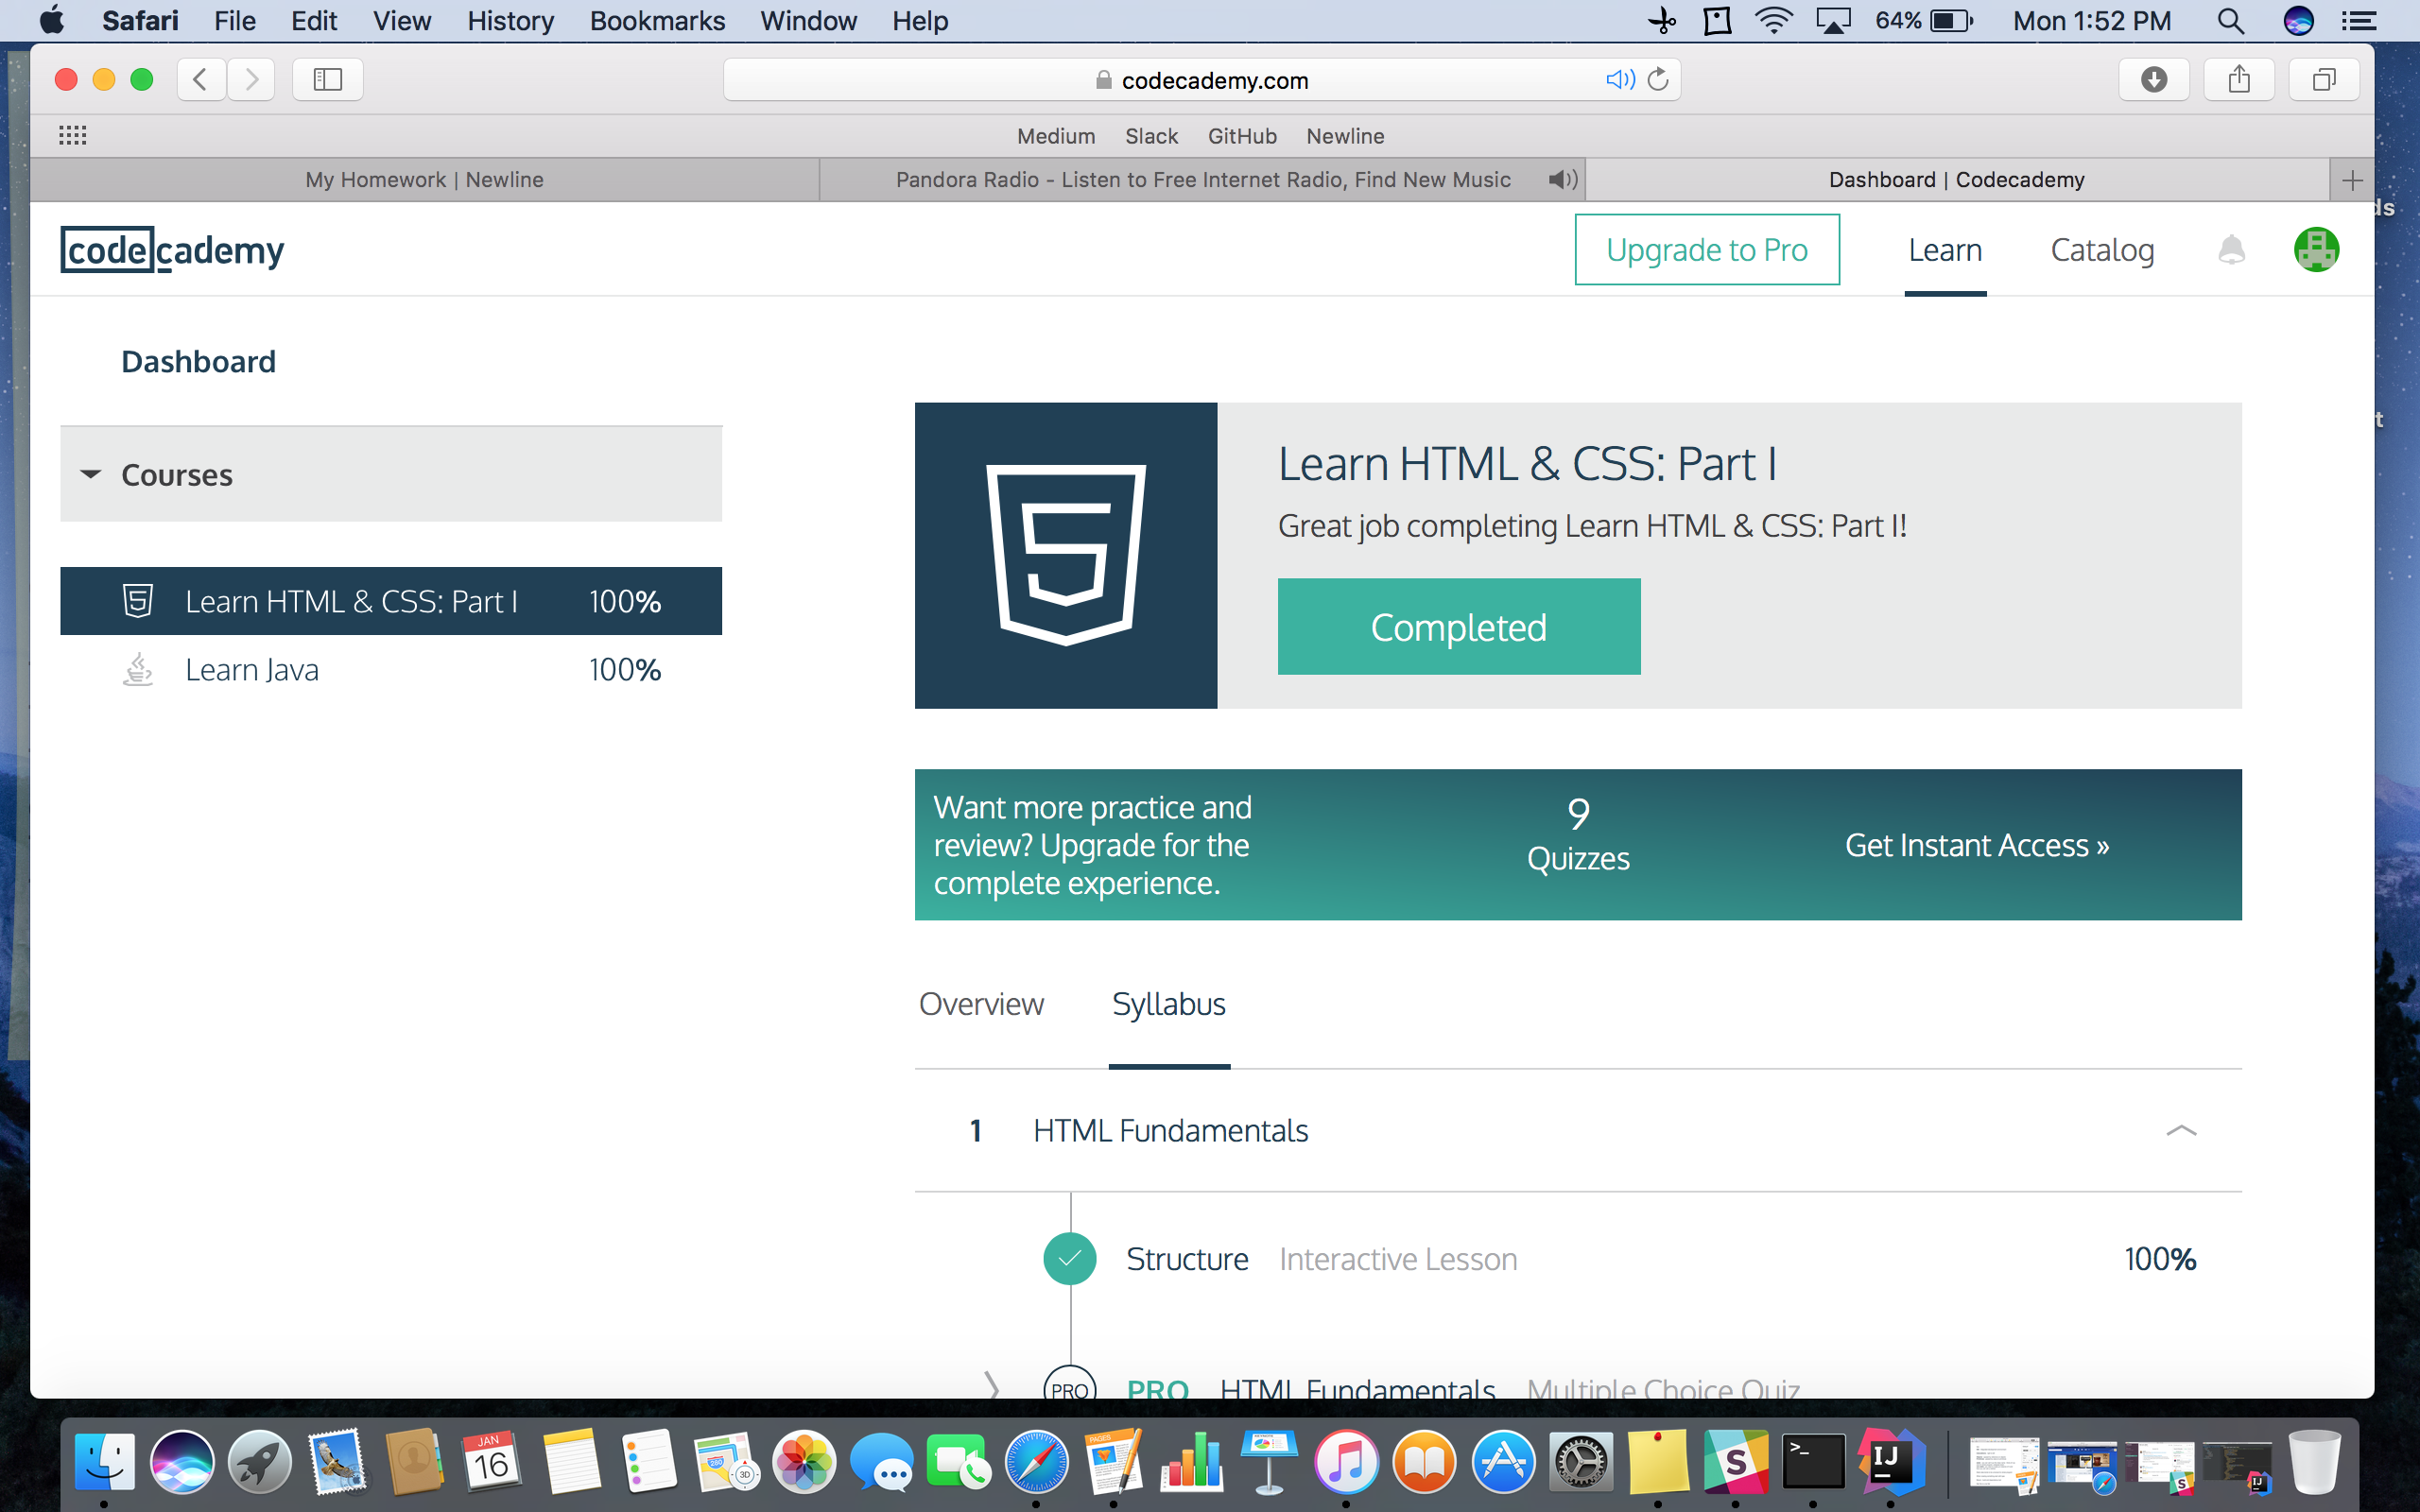 Safari File Edit View History Bookmarks Window Help 64% Mon 1:52 PM
codecademy.com
Medium Slack GitHub Newline
My Homework | Newline Pandora Radio - Listen to Free Internet Radio, Find New Music Dashboard | Codecademy
ds
codecademy Upgrade to Pro Learn Catalog
Dashboard
t
Courses
Learn HTML & CSS: Part I 100%
Learn Java 100%
Learn HTML & CSS: Part I
Great job completing Learn HTML & CSS: Part I!
Completed
Want more practice and
review? Upgrade for the
complete experience.
9
Quizzes
Get Instant Access »
Overview Syllabus
1 HTML Fundamentals
Structure Interactive Lesson 100%
PRO PRO HTML Fundamentals Multiple Choice Quiz
JAN
16
280
3D
PAGES
S
>_
IJ